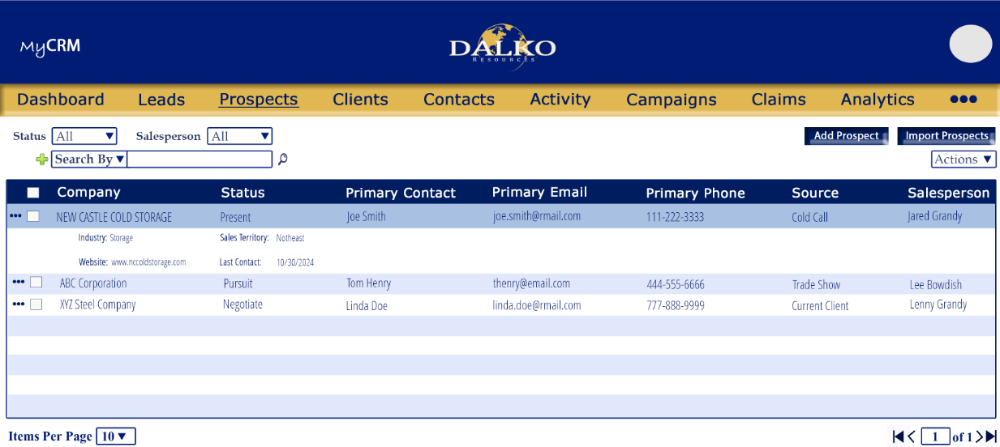 MyCRM
DALKO
RESOURCES
Dashboard Leads Prospects Clients Contacts Activity Campaigns Claims Analytics •••
Status All ▼ Salesperson All ▼ Add Prospect Import Prospects
Search By ▼ Actions ▼
Company Status Primary Contact Primary Email Primary Phone Source Salesperson
••• NEW CASTLE COLD STORAGE Present Joe Smith joe.smith@rmail.com 111-222-3333 Cold Call Jared Grandy
Industry: Storage Sales Territory: Notheast
Website: www.nccoldstorage.com Last Contact: 10/30/2024
••• ABC Corporation Pursuit Tom Henry thenry@email.com 444-555-6666 Trade Show Lee Bowdish
••• XYZ Steel Company Negotiate Linda Doe linda.doe@rmail.com 777-888-9999 Current Client Lenny Grandy
Items Per Page 10 ▼ 1 of 1